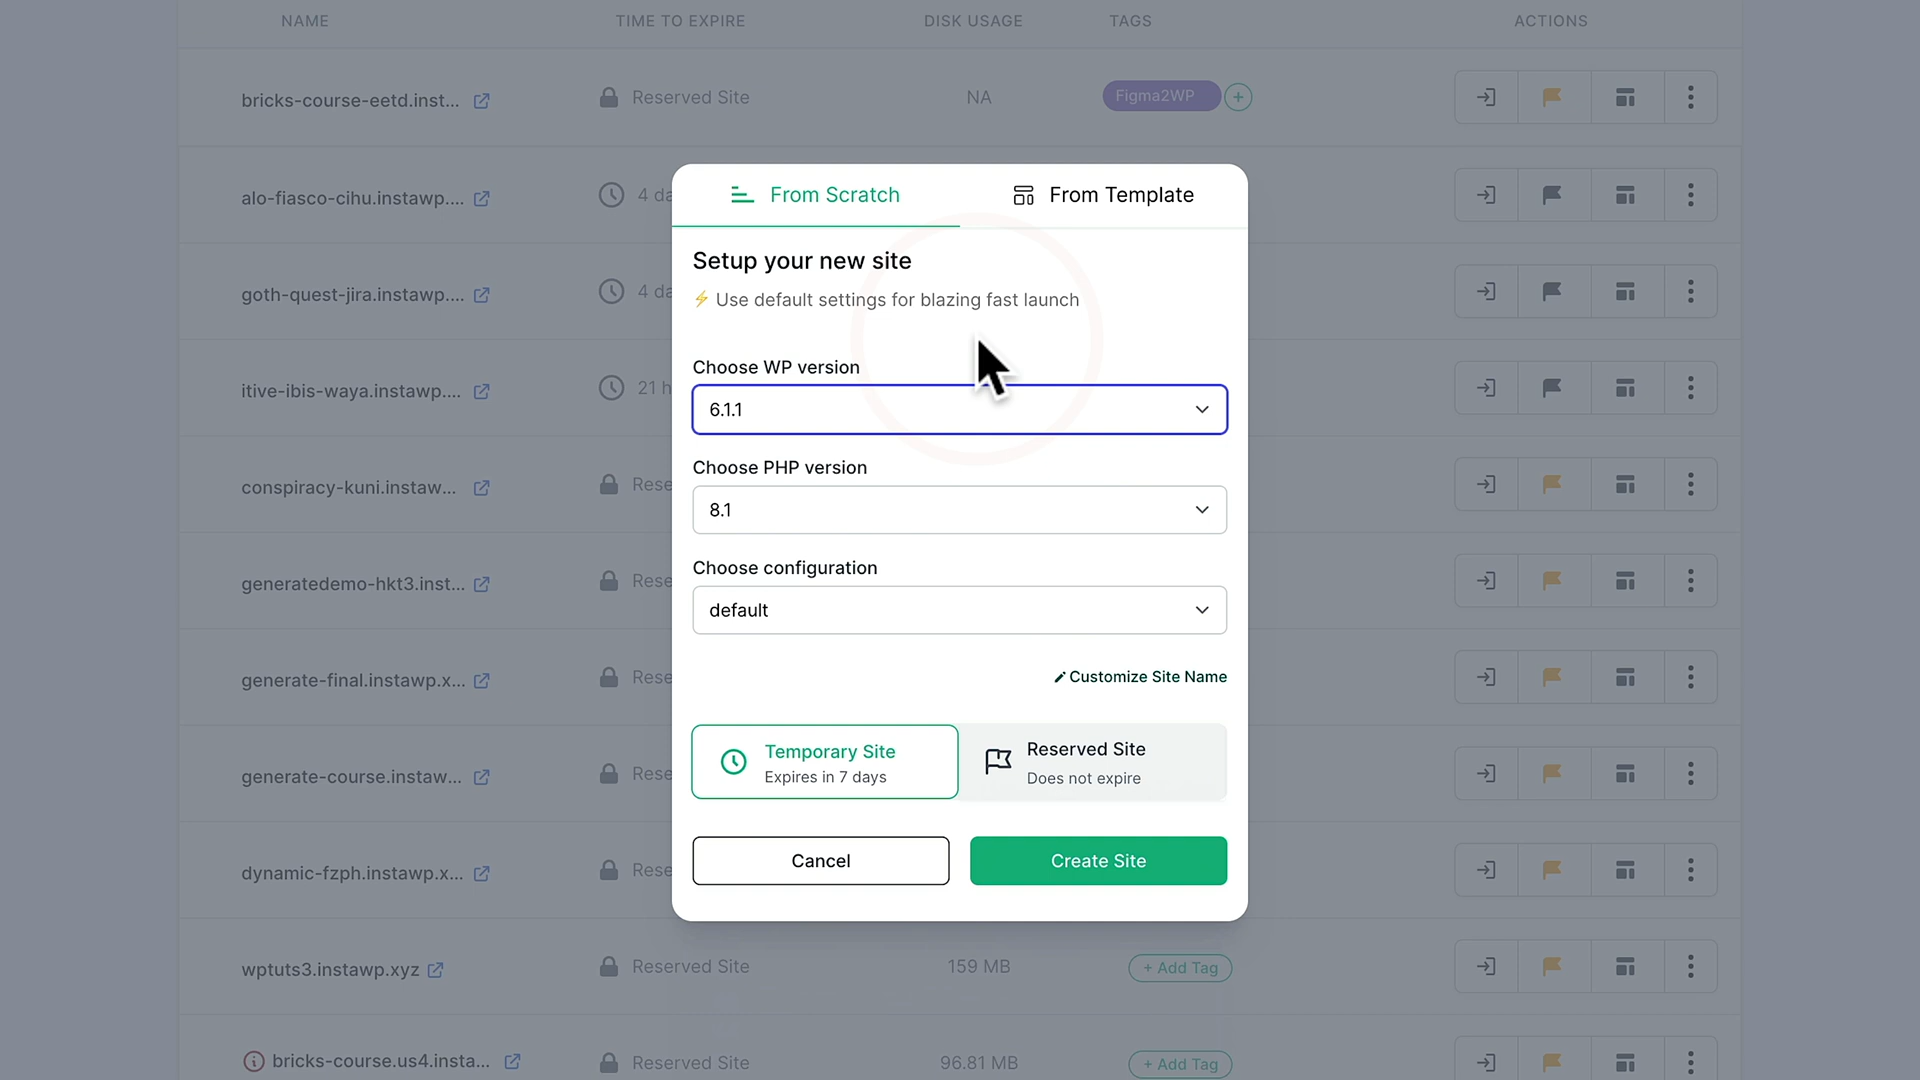 NAME TIME TO EXPIRE DISK USAGE TAGS ACTIONS
bricks-course-eetd.inst... Reserved Site NA Figma2WP +
alo-fiasco-cihu.instawp.... 4 da
From Scratch From Template
Setup your new site
Use default settings for blazing fast launch
goth-quest-jira.instawp.... 4 da
Choose WP version
itive-ibis-waya.instawp.... 21 h
6.1.1
Choose PHP version
conspiracy-kuni.instaw... Rese
8.1
Choose configuration
generatedemo-hkt3.inst... Rese
default
generate-final.instawp.x... Rese
Customize Site Name
Temporary Site
Expires in 7 days
Reserved Site
Does not expire
generate-course.instaw... Rese
Cancel Create Site
dynamic-fzph.instawp.x... Rese
wptuts3.instawp.xyz Reserved Site 159 MB + Add Tag
bricks-course.us4.insta... Reserved Site 96.81 MB + Add Tag